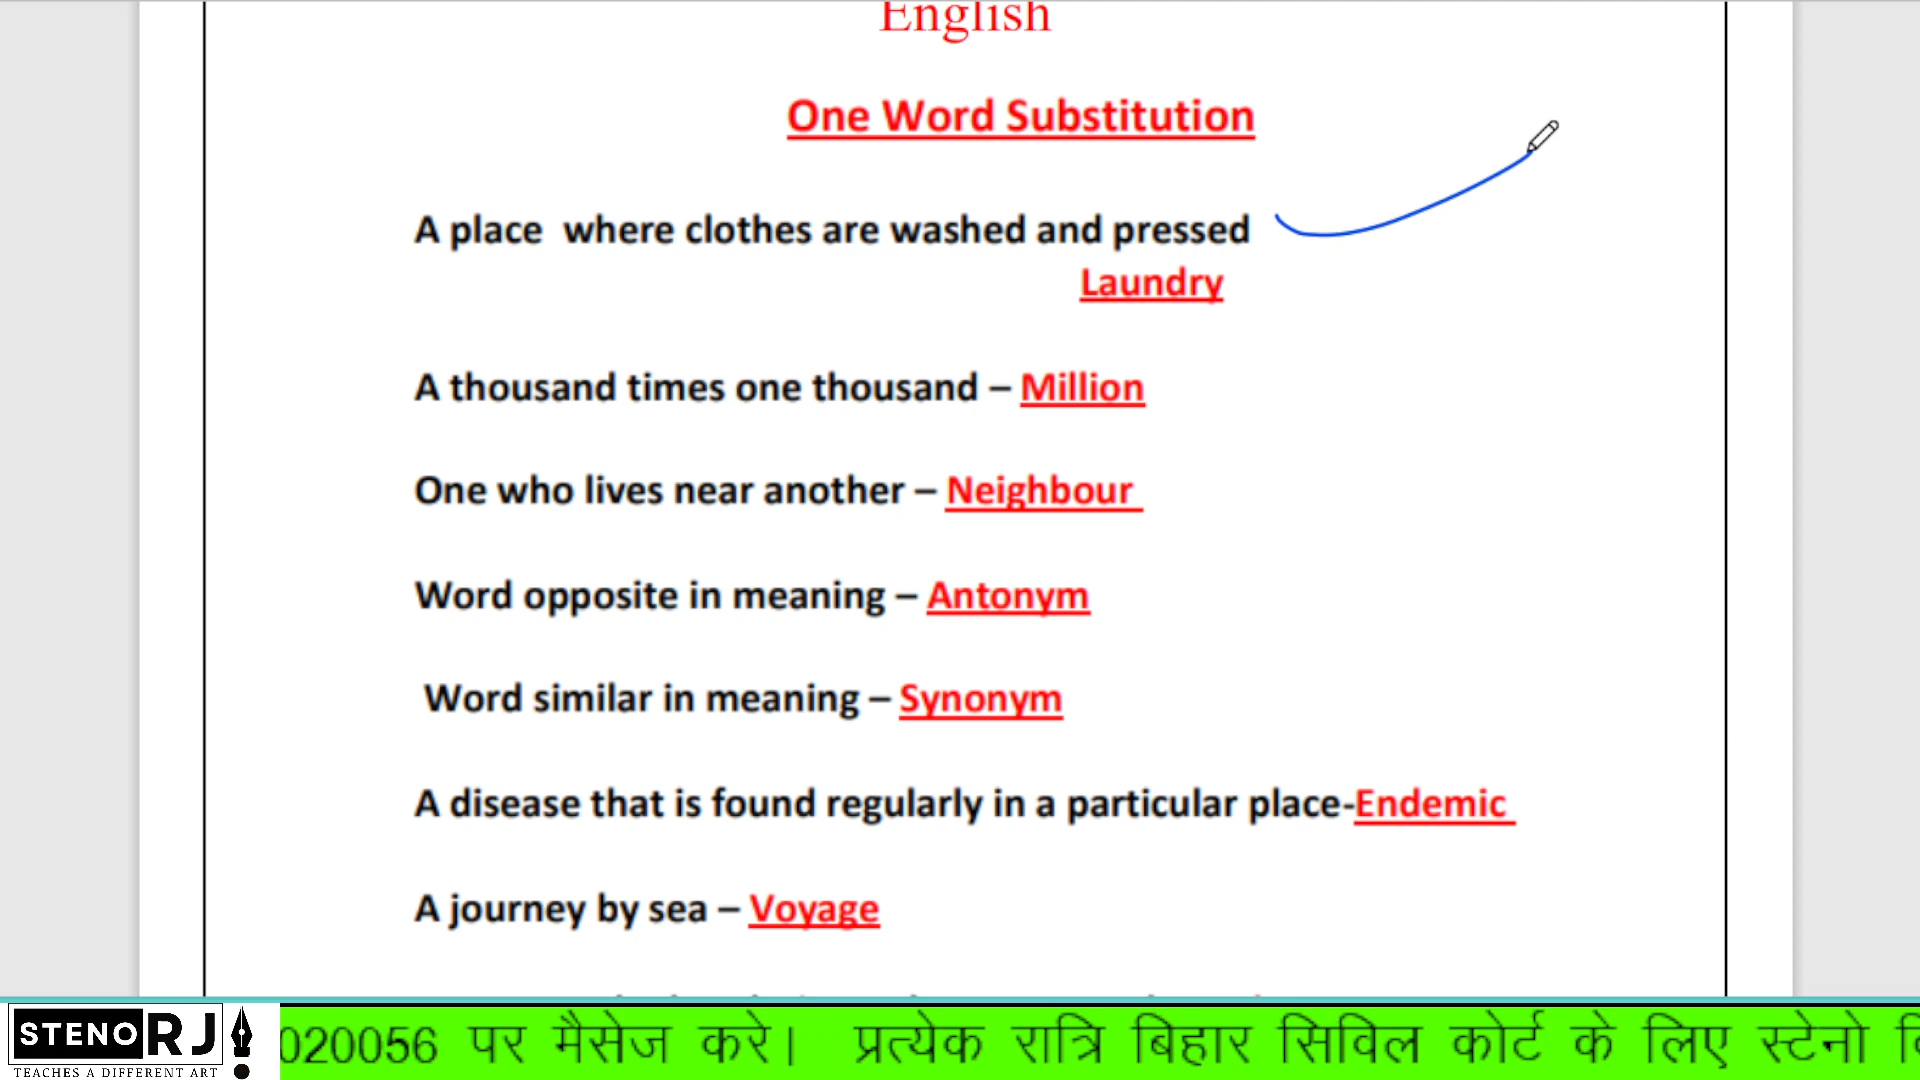 English
One Word Substitution
A place where clothes are washed and pressed
Laundry
A thousand times one thousand – Million
One who lives near another – Neighbour
Word opposite in meaning – Antonym
Word similar in meaning – Synonym
A disease that is found regularly in a particular place-Endemic
A journey by sea – Voyage
STENO RJ
TEACHES A DIFFERENT ART
020056 पर मैसेज करे। प्रत्येक रात्रि बिहार सिविल कोर्ट के लिए स्टेनो